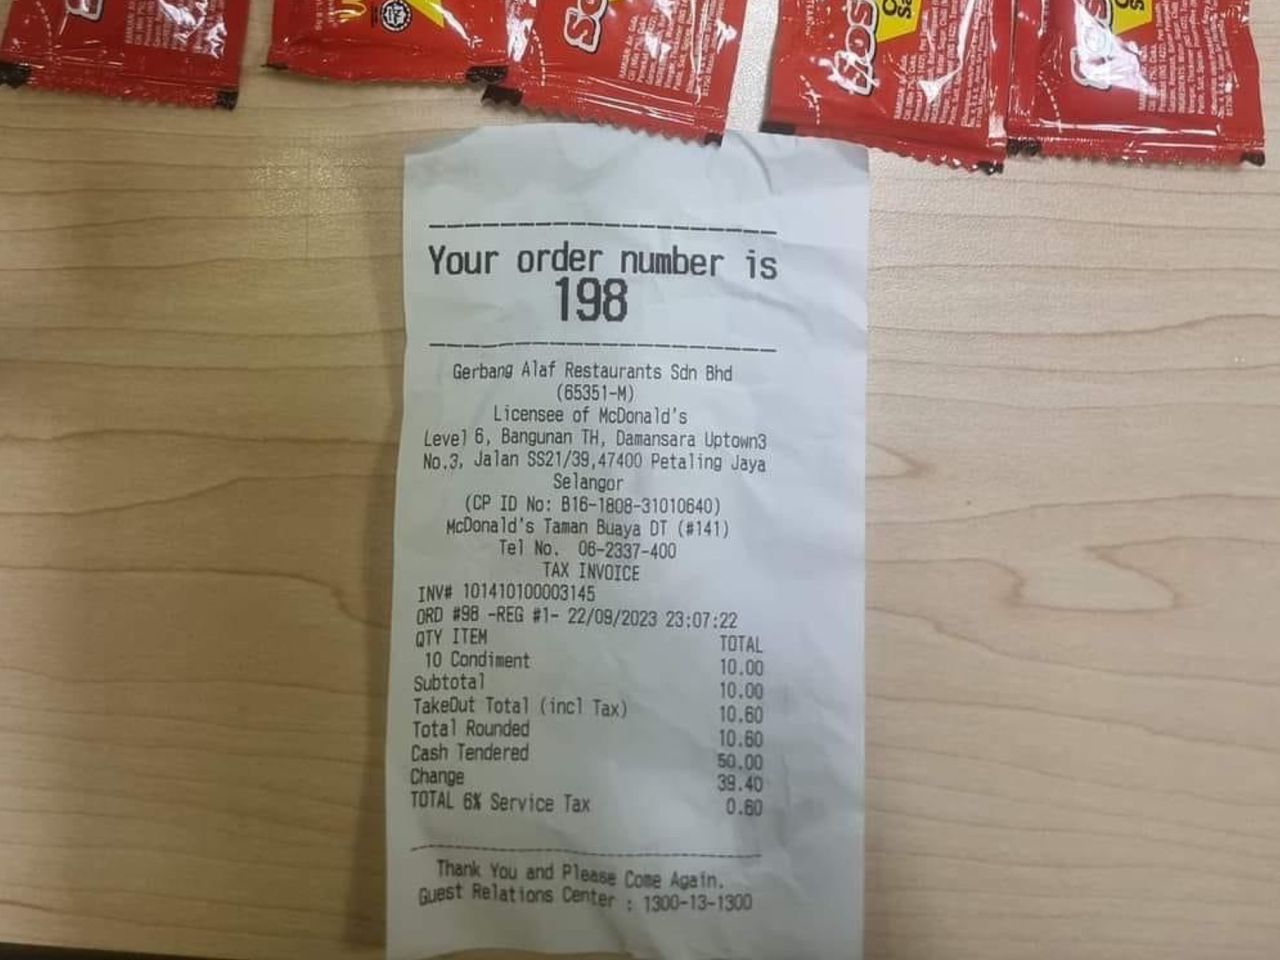 Your order number is
198
Gerbang Alaf Restaurants Sdn Bhd
(65351-M)
Licensee of McDonald's
Level 6, Bangunan TH, Damansara Uptown3
No.3, Jalan SS21/39,47400 Petaling Jaya
Selangor
(CP ID No: B16-1808-31010640)
McDonald's Taman Buaya DT (#141)
Tel No. 06-2337-400
TAX INVOICE
INV# 101410100003145
ORD #98 -REG #1- 22/09/2023 23:07:22
QTY ITEM TOTAL
10 Condiment 10.00
Subtotal 10.00
TakeOut Total (incl Tax) 10.60
Total Rounded 10.60
Cash Tendered 50.00
Change 39.40
TOTAL 6% Service Tax 0.60
Thank You and Please Come Again.
Guest Relations Center : 1300-13-1300